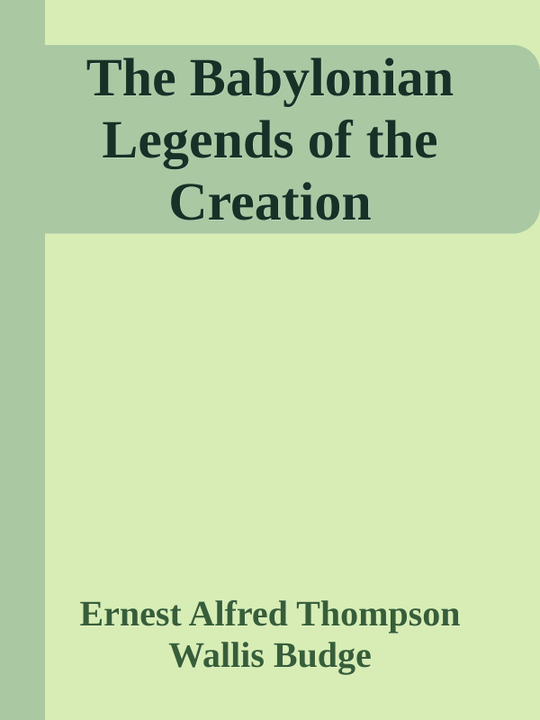 The Babylonian
Legends of the
Creation
Ernest Alfred Thompson
Wallis Budge